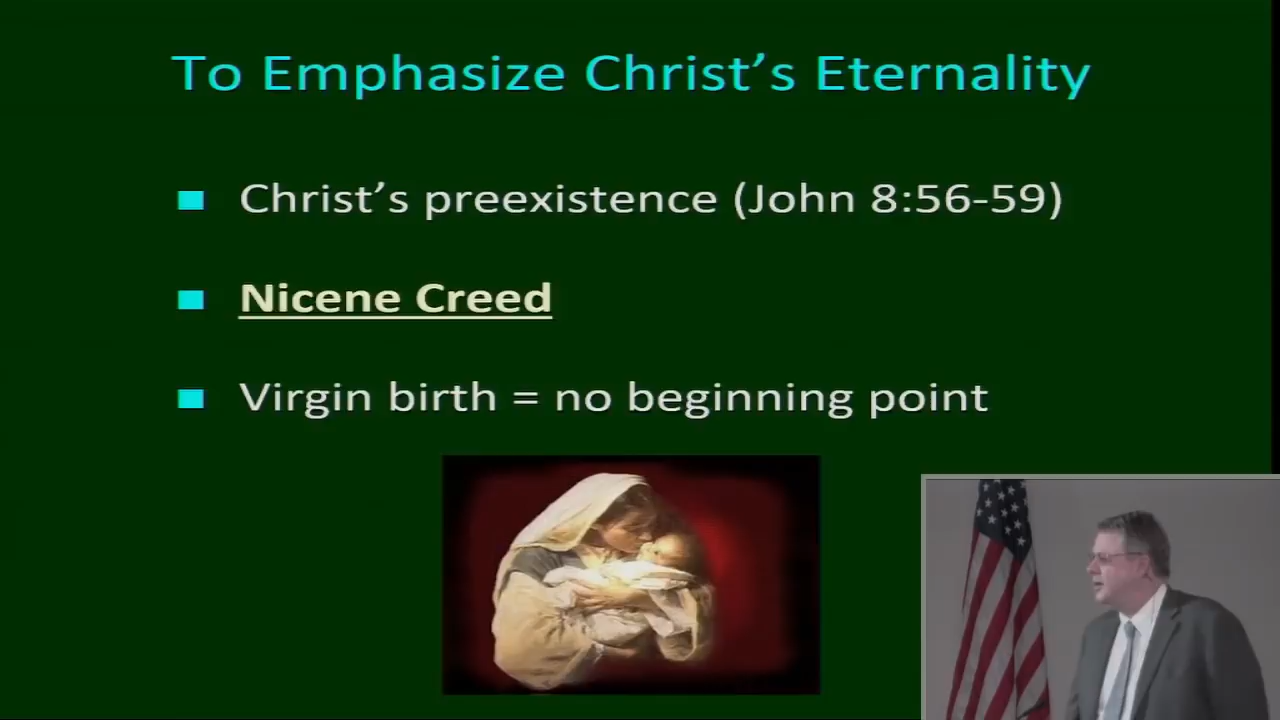 To Emphasize Christ’s Eternality
Christ’s preexistence (John 8:56-59)
Nicene Creed
Virgin birth = no beginning point